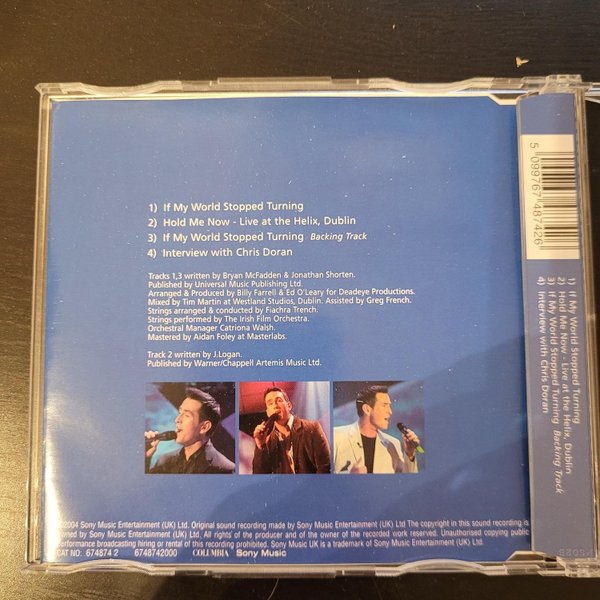 1) If My World Stopped Turning
2) Hold Me Now - Live at the Helix, Dublin
3) If My World Stopped Turning Backing Track
4) Interview with Chris Doran
Tracks 1,3 written by Bryan McFadden & Jonathan Shorten.
Published by Universal Music Publishing Ltd.
Arranged & Produced by Billy Farrell & Ed O'Leary for Deadeye Productions.
Mixed by Tim Martin at Westland Studios, Dublin. Assisted by Greg French.
Strings arranged & conducted by Fiachra Trench.
Strings performed by The Irish Film Orchestra.
Orchestral Manager Catriona Walsh.
Mastered by Aidan Foley at Masterlabs.
Track 2 written by J.Logan.
Published by Warner/Chappell Artemis Music Ltd.
©2004 Sony Music Entertainment (UK) Ltd. Original sound recording made by Sony Music Entertainment (UK) Ltd The copyright in this sound recording is
owned by Sony Music Entertainment (UK) Ltd, All rights of the producer and of the owner of the recorded work reserved. Unauthorised copying public
performance broadcasting hiring or rental of this recording prohibited. Sony Music UK is a trademark of Sony Music Entertainment (UK) Ltd.
CAT NO: 674874 2 6748742000 COLUMBIA Sony Music
5 099767 487426
1) If My World Stopped Turning
2) Hold Me Now - Live at the Helix, Dublin
3) If My World Stopped Turning Backing Track
4) Interview with Chris Doran